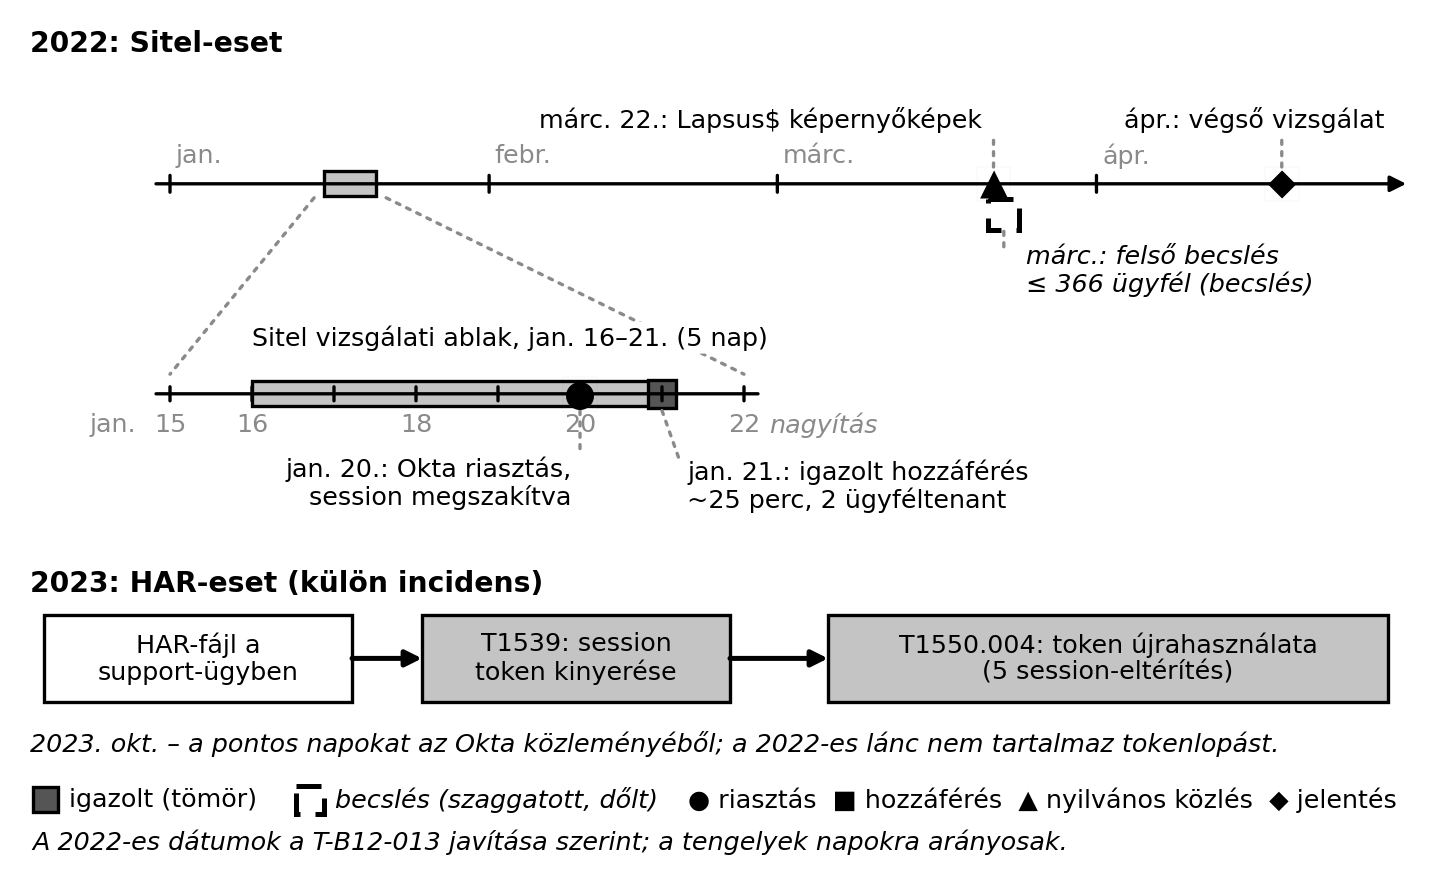 2022: Sitel-eset
márc. 22.: Lapsus$ képernyőképek
ápr.: végső vizsgálat
jan.
febr.
márc.
ápr.
márc.: felső becslés
≤ 366 ügyfél (becslés)
Sitel vizsgálati ablak, jan. 16–21. (5 nap)
jan. 15 16 18 20 22 nagyítás
jan. 20.: Okta riasztás,
session megszakítva
jan. 21.: igazolt hozzáférés
~25 perc, 2 ügyféltenant
2023: HAR-eset (külön incidens)
HAR-fájl a
support-ügyben
T1539: session
token kinyerése
T1550.004: token újrahasználata
(5 session-eltérítés)
2023. okt. – a pontos napokat az Okta közleményéből; a 2022-es lánc nem tartalmaz tokenlopást.
igazolt (tömör) becslés (szaggatott, dőlt) riasztás hozzáférés nyilvános közlés jelentés
A 2022-es dátumok a T-B12-013 javítása szerint; a tengelyek napokra arányosak.